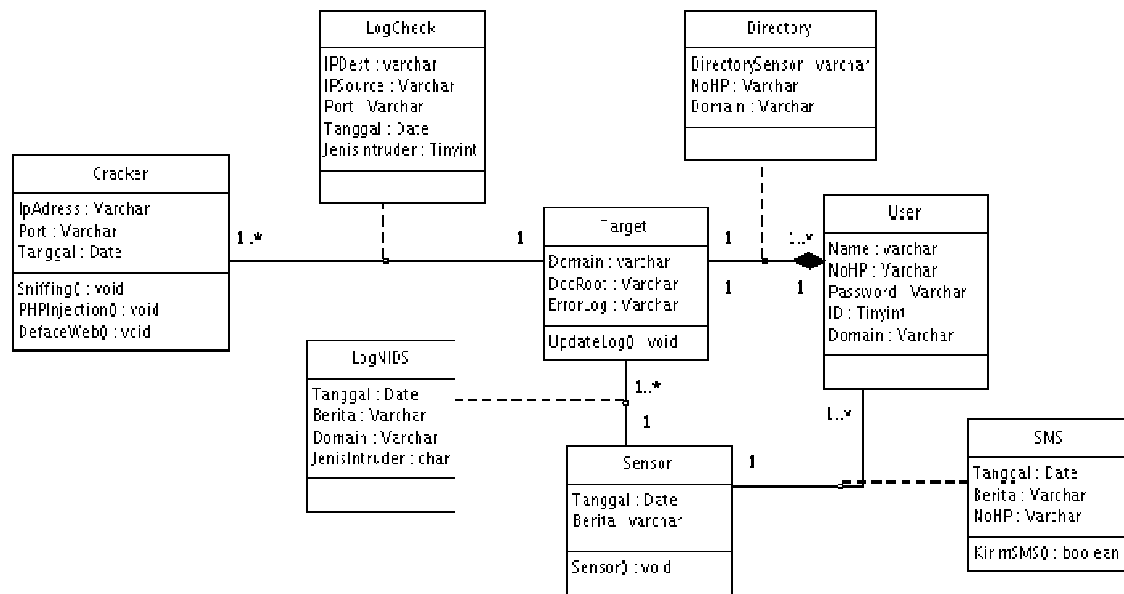 LogCheck
IPDest : varchar
IPSource : Varchar
Port : Varchar
Tanggal : Date
JenisIntruder : Tinyint
Directory
DirectorySensor : varchar
NoHP : Varchar
Domain : Varchar
Cracker
IpAdress : Varchar
Port : Varchar
Tanggal : Date
Sniffing() : void
PHPInjection() : void
DefaceWeb() : void
1..*
1
Target
Domain : varchar
DocRoot : Varchar
ErrorLog : Varchar
UpdateLog() : void
1
1..*
1
1
User
Name : varchar
NoHP : Varchar
Password : Varchar
ID : Tinyint
Domain : Varchar
LogNIDS
Tanggal : Date
Berita : Varchar
Domain : Varchar
JenisIntruder : char
1..*
1
Sensor
Tanggal : Date
Berita : varchar
Sensor() : void
1..*
1
SMS
Tanggal : Date
Berita : Varchar
NoHP : Varchar
KirimSMS() : boolean